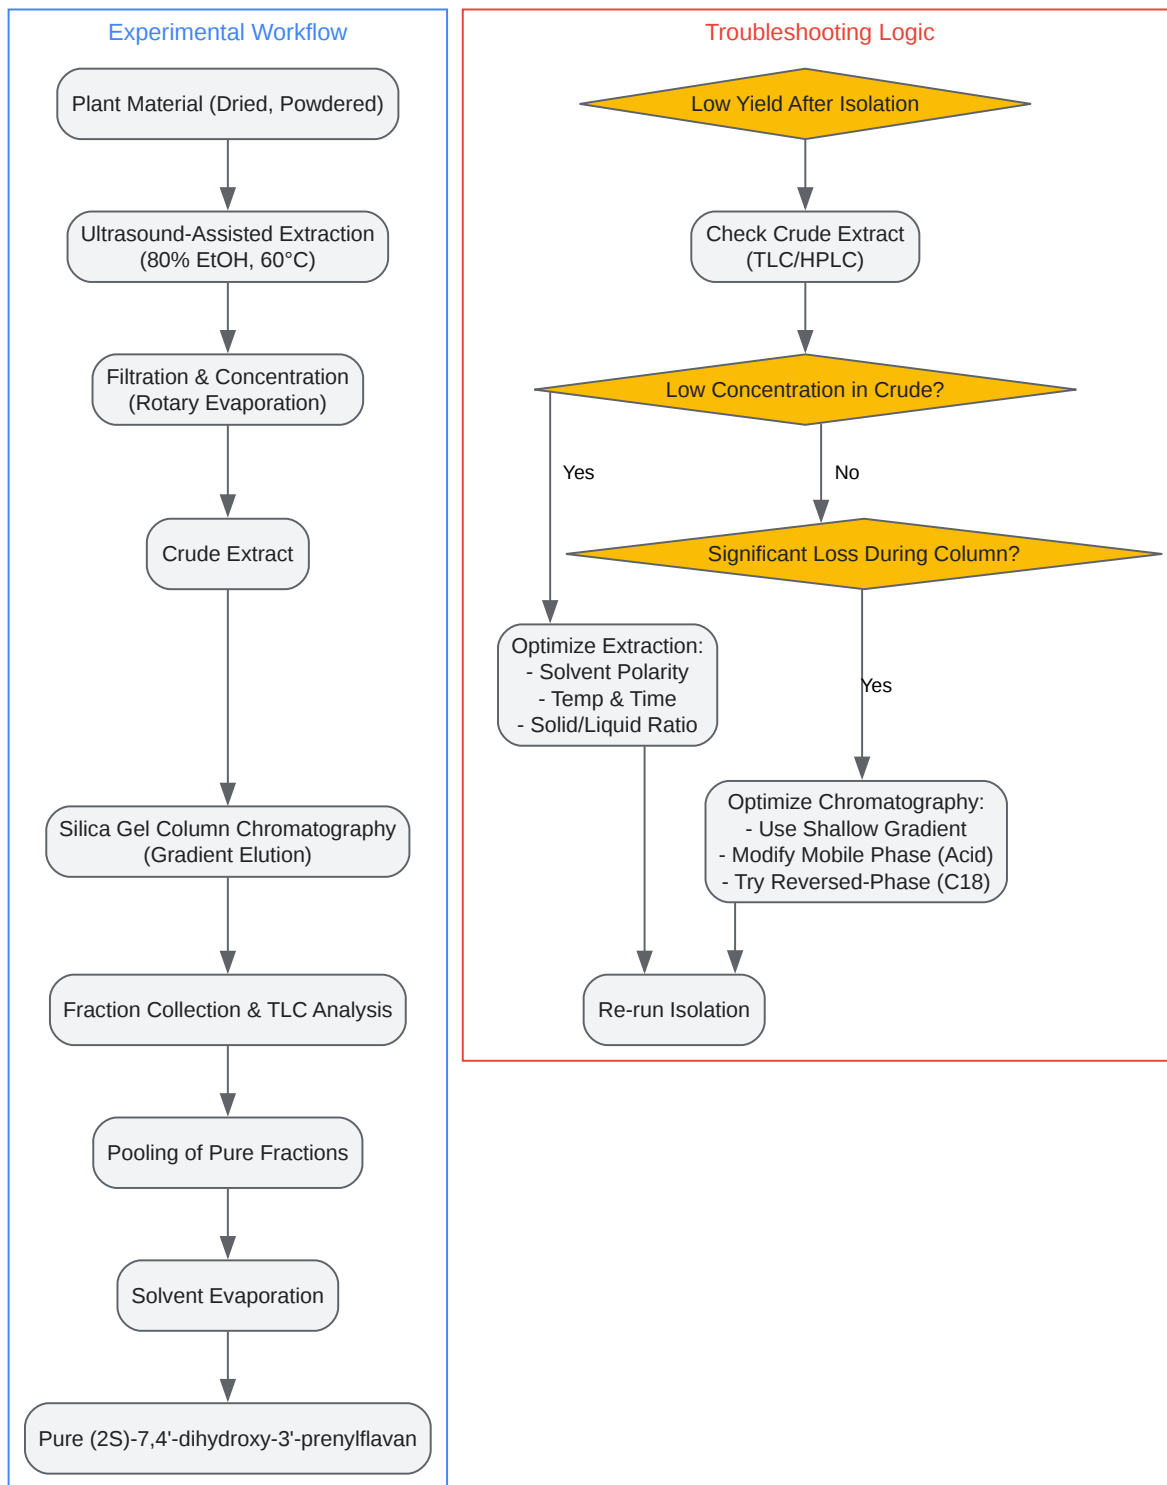 Experimental Workflow
Plant Material (Dried, Powdered)
Ultrasound-Assisted Extraction
(80% EtOH, 60°C)
Filtration & Concentration
(Rotary Evaporation)
Crude Extract
Silica Gel Column Chromatography
(Gradient Elution)
Fraction Collection & TLC Analysis
Pooling of Pure Fractions
Solvent Evaporation
Pure (2S)-7,4'-dihydroxy-3'-prenylflavan
Troubleshooting Logic
Low Yield After Isolation
Check Crude Extract
(TLC/HPLC)
Low Concentration in Crude?
Yes
No
Significant Loss During Column?
Optimize Extraction:
- Solvent Polarity
- Temp & Time
- Solid/Liquid Ratio
Yes
Optimize Chromatography:
- Use Shallow Gradient
- Modify Mobile Phase (Acid)
- Try Reversed-Phase (C18)
Re-run Isolation